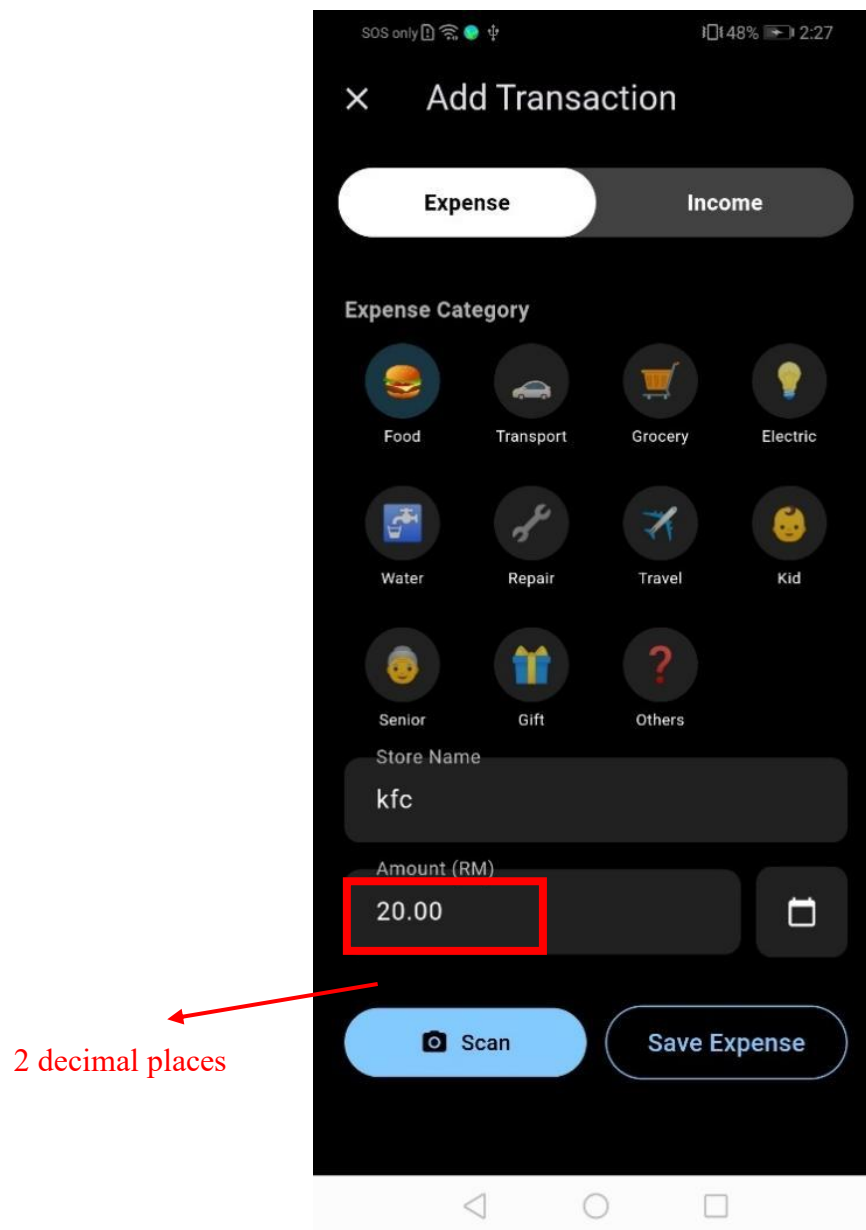 SOS only 48% 2:27
Add Transaction
Expense Income
Expense Category
Food Transport Grocery Electric
Water Repair Travel Kid
Senior Gift Others
Store Name
kfc
Amount (RM)
20.00
Scan Save Expense
2 decimal places